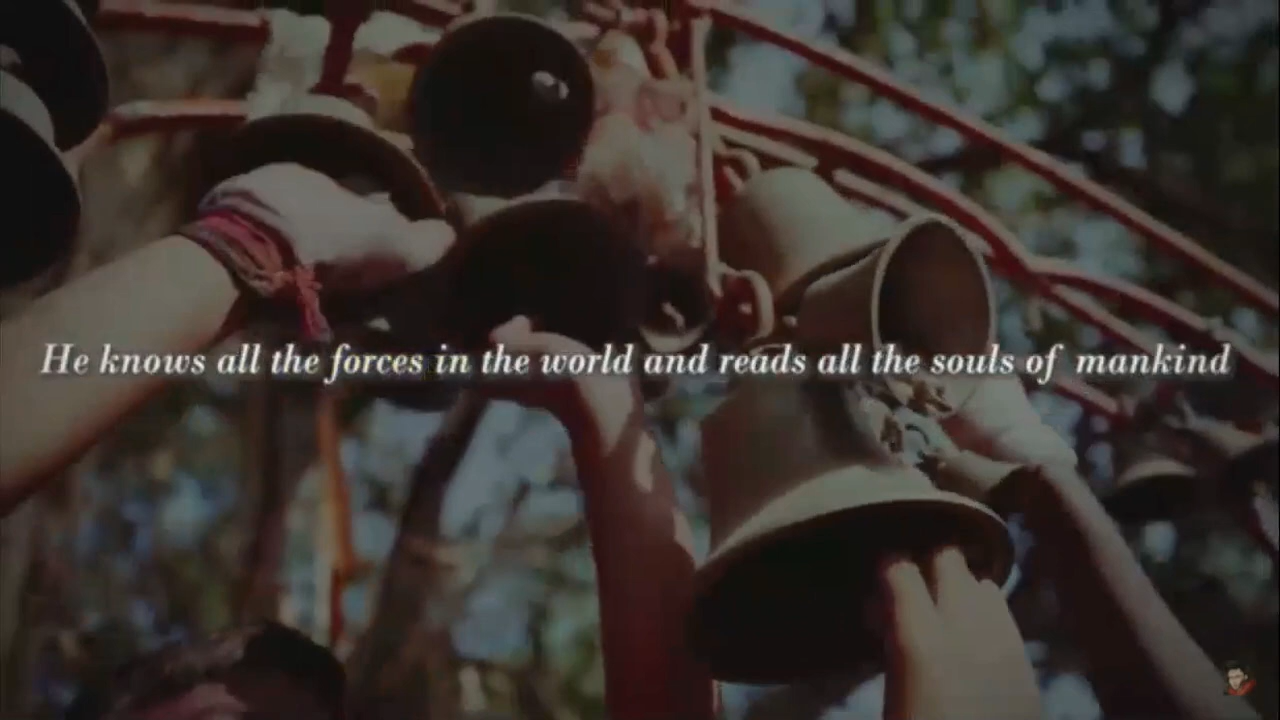 He knows all the forces in the world and reads all the souls of mankind